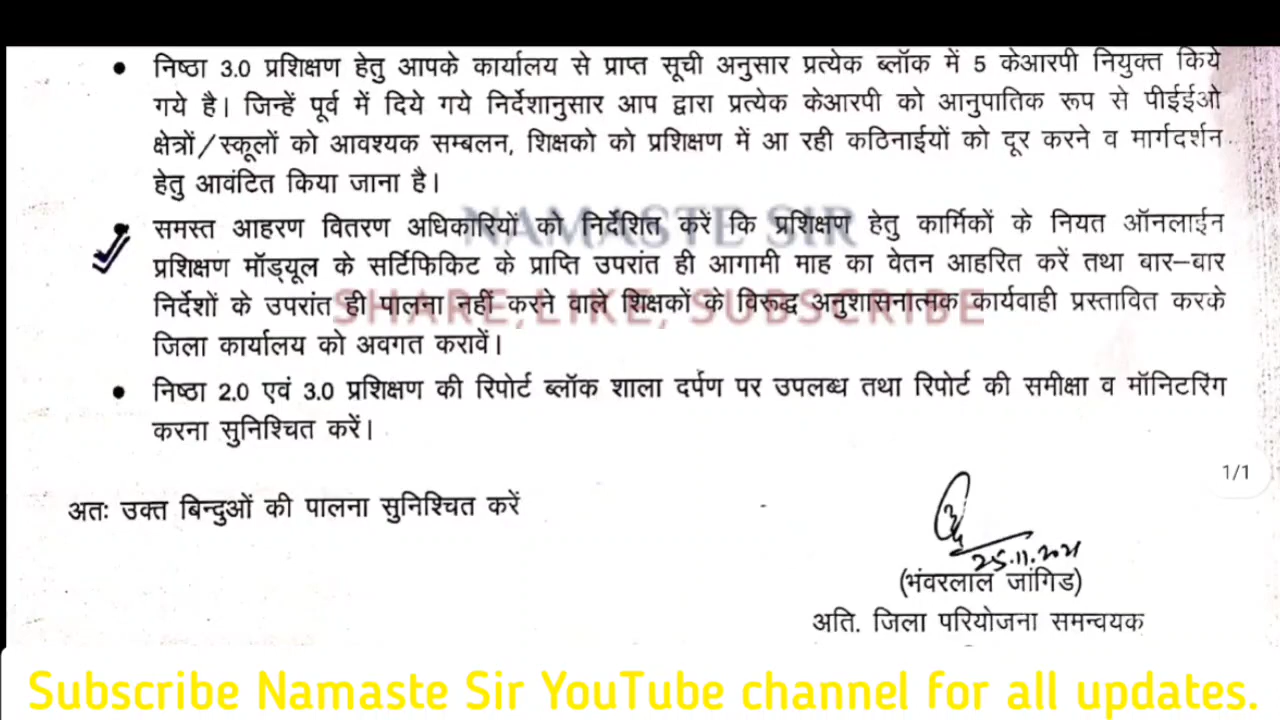 • निष्ठा 3.0 प्रशिक्षण हेतु आपके कार्यालय से प्राप्त सूची अनुसार प्रत्येक ब्लॉक में 5 केआरपी नियुक्त किये
गये है। जिन्हें पूर्व में दिये गये निर्देशानुसार आप द्वारा प्रत्येक केआरपी को आनुपातिक रूप से पीईईओ
क्षेत्रों/स्कूलों को आवश्यक सम्बलन, शिक्षको को प्रशिक्षण में आ रही कठिनाईयों को दूर करने व मार्गदर्शन
हेतु आवंटित किया जाना है।
NAMASTE SIR
• समस्त आहरण वितरण अधिकारियों को निर्देशित करें कि प्रशिक्षण हेतु कार्मिकों के नियत ऑनलाईन
प्रशिक्षण मॉड्यूल के सर्टिफिकिट के प्राप्ति उपरांत ही आगामी माह का वेतन आहरित करें तथा बार–बार
निर्देशों के उपरांत ही पालना नहीं करने वाले शिक्षकों के विरूद्ध अनुशासनात्मक कार्यवाही प्रस्तावित करके
SHARE, LIKE, SUBSCRIBE
जिला कार्यालय को अवगत करावें।
• निष्ठा 2.0 एवं 3.0 प्रशिक्षण की रिपोर्ट ब्लॉक शाला दर्पण पर उपलब्ध तथा रिपोर्ट की समीक्षा व मॉनिटरिंग
करना सुनिश्चित करें।
1/1
अतः उक्त बिन्दुओं की पालना सुनिश्चित करें
25.11.2021
(भंवरलाल जांगिड)
अति. जिला परियोजना समन्वयक
Subscribe Namaste Sir YouTube channel for all updates.